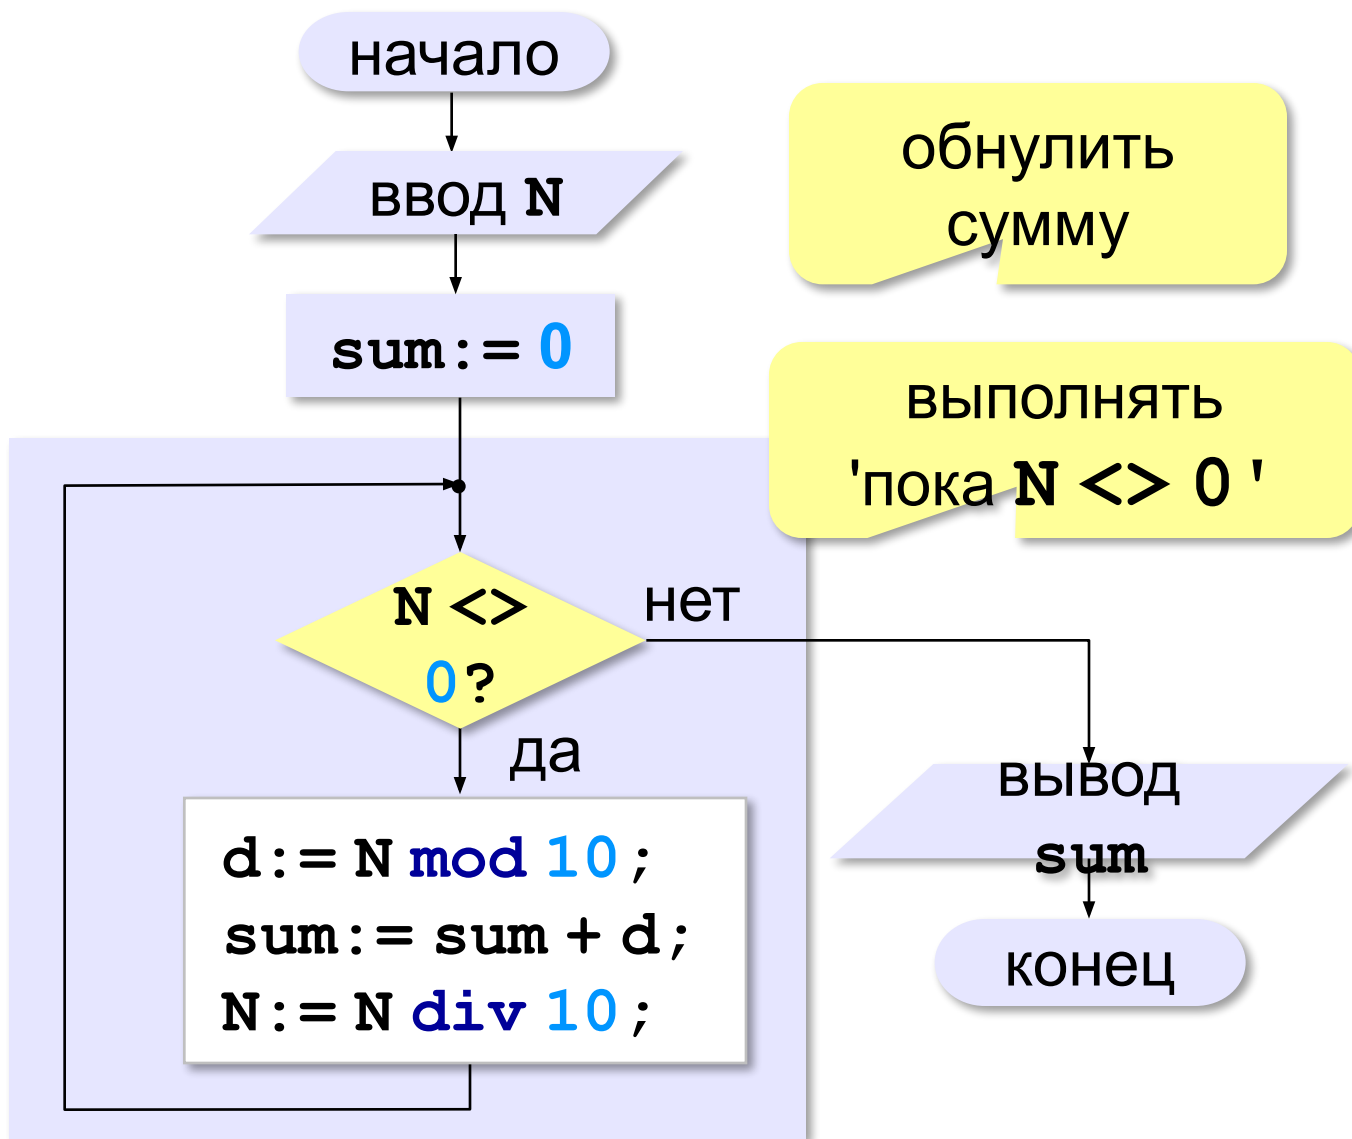 начало
ввод N
sum:= 0
обнулить
сумму
выполнять
'пока N <> 0 '
N <>
0?
нет
да
d:= N mod 10;
sum:= sum + d;
N:= N div 10;
вывод
sum
конец